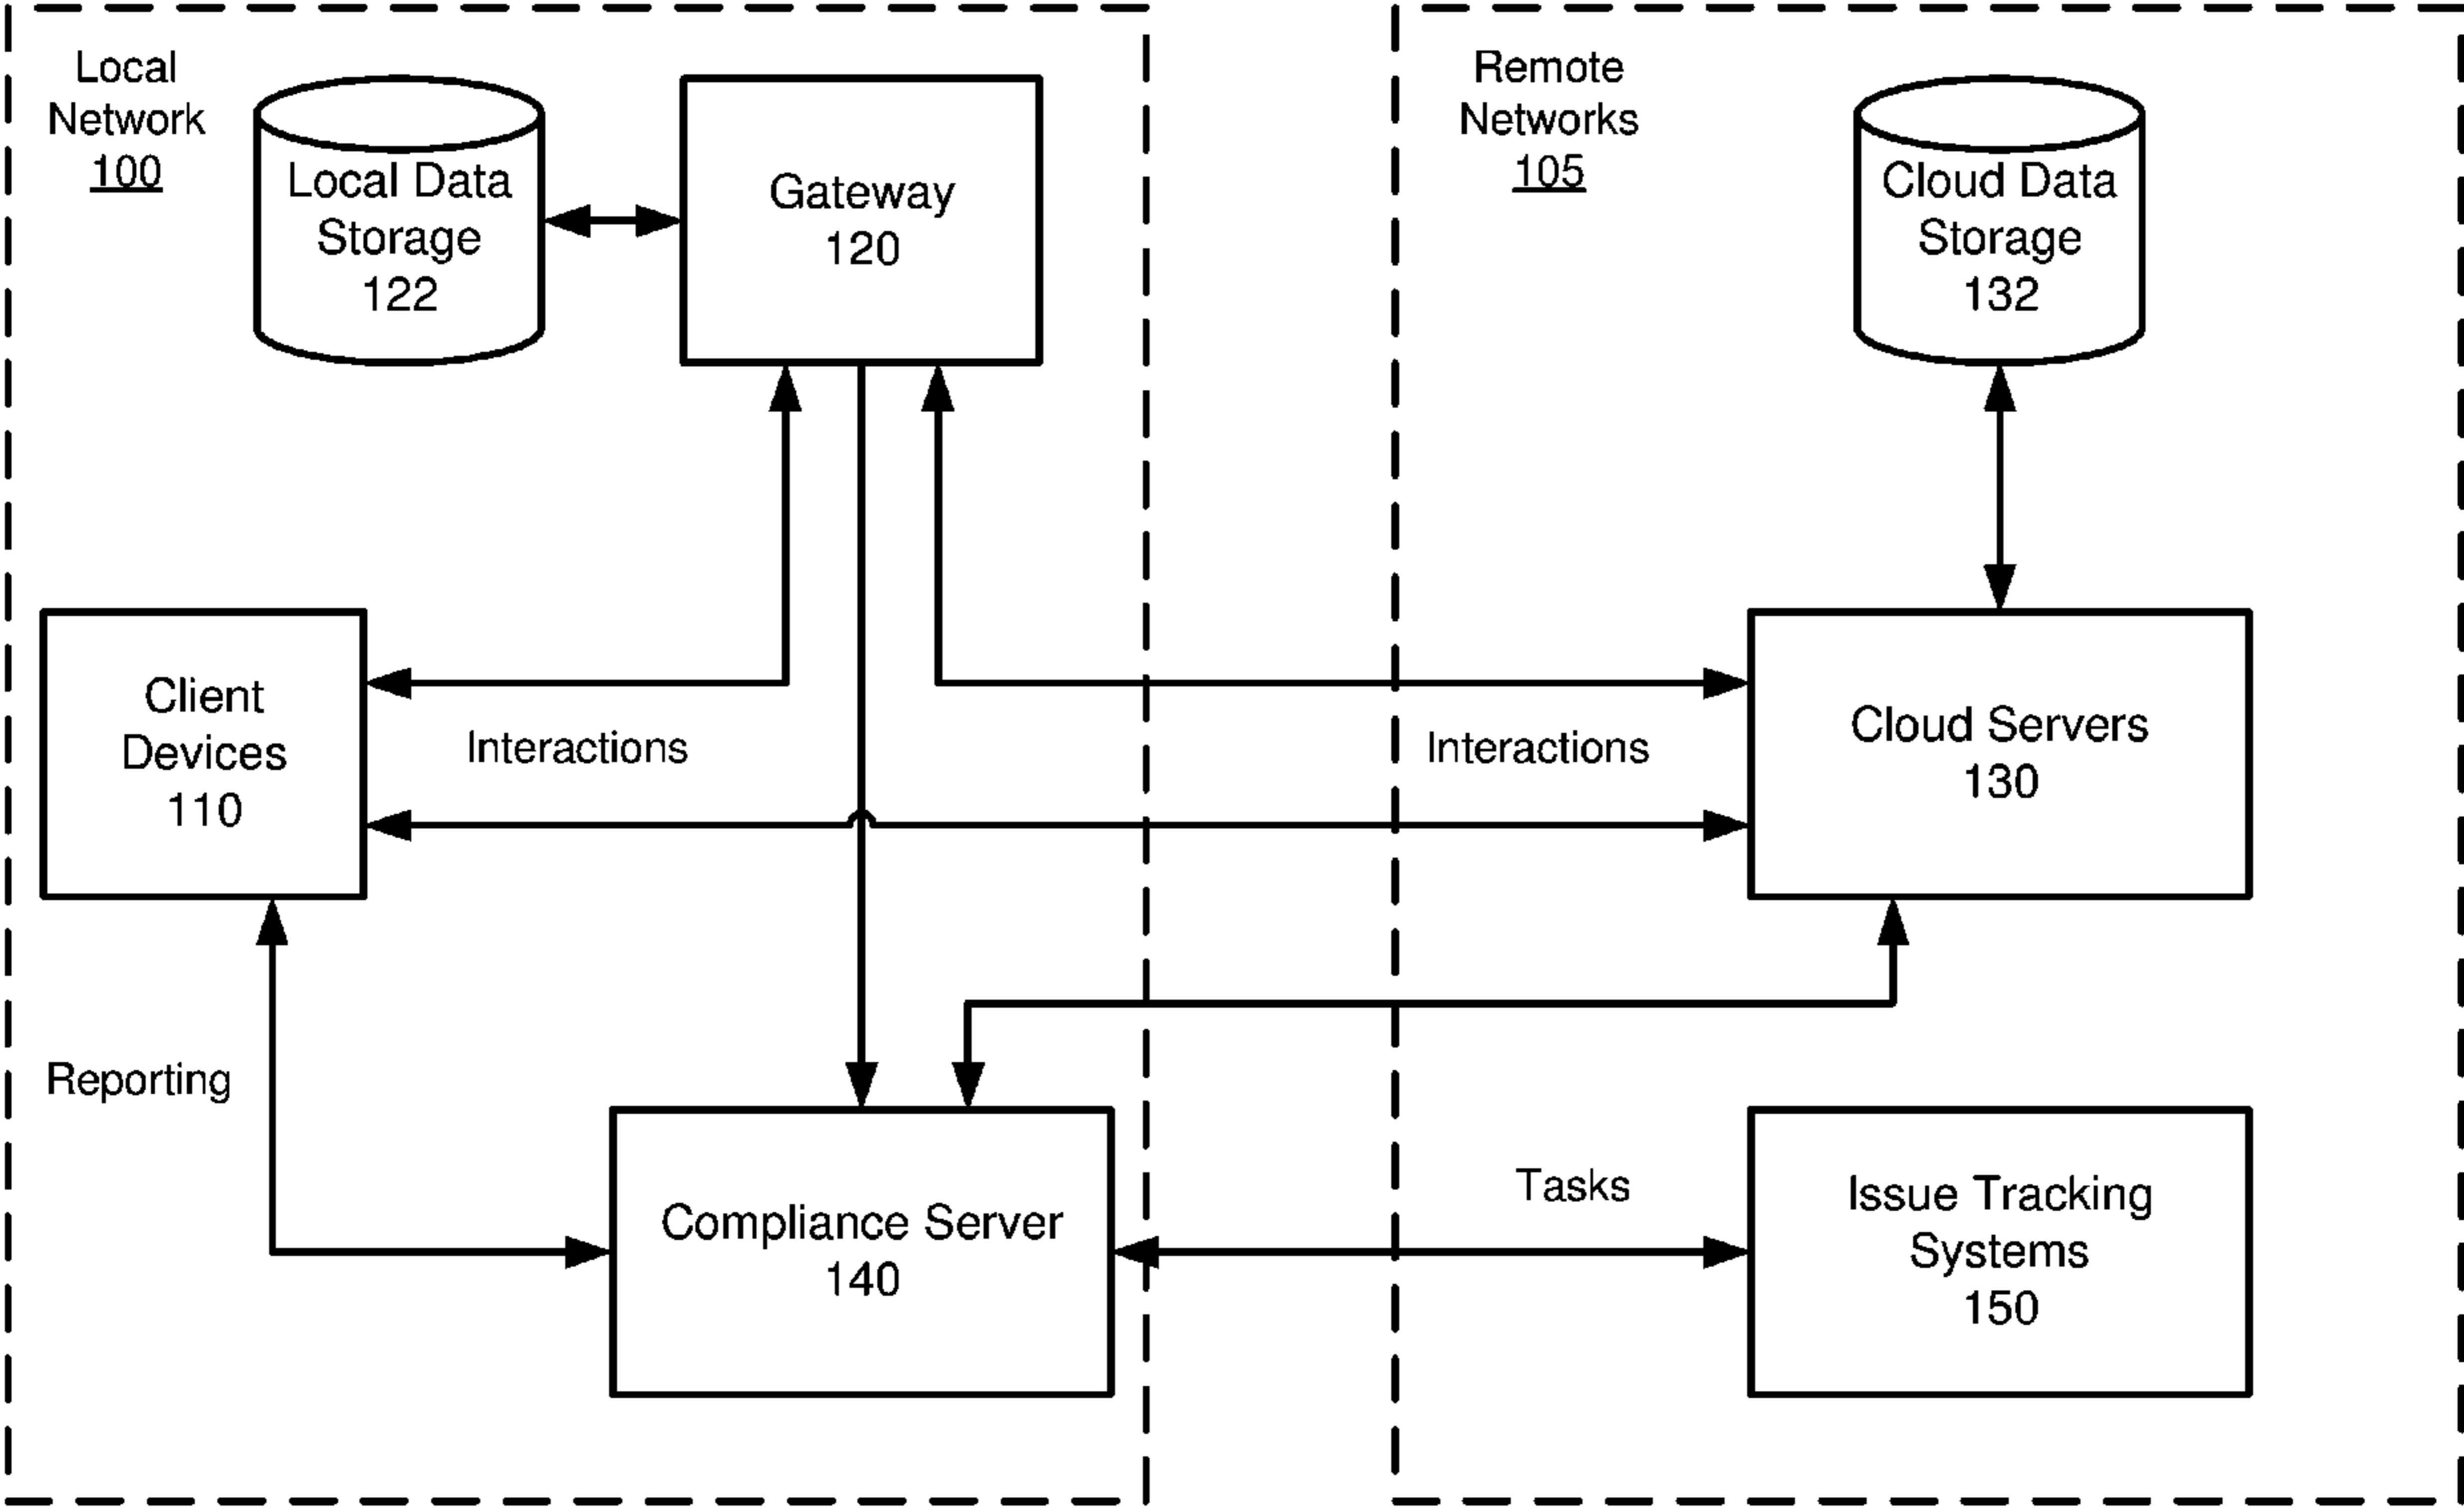 Local
Network
100
Local Data
Storage
122
Gateway
120
Remote
Networks
105
Cloud Data
Storage
132
Client
Devices
110
Interactions
Interactions
Cloud Servers
130
Reporting
Compliance Server
140
Tasks
Issue Tracking
Systems
150